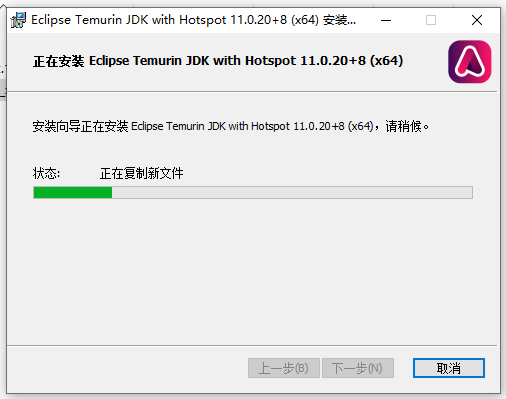 Eclipse Temurin JDK with Hotspot 11.0.20+8 (x64) 安装...
正在安装 Eclipse Temurin JDK with Hotspot 11.0.20+8 (x64)
安装向导正在安装 Eclipse Temurin JDK with Hotspot 11.0.20+8 (x64)，请稍候。
状态: 正在复制新文件
上一步(B) 下一步(N) 取消